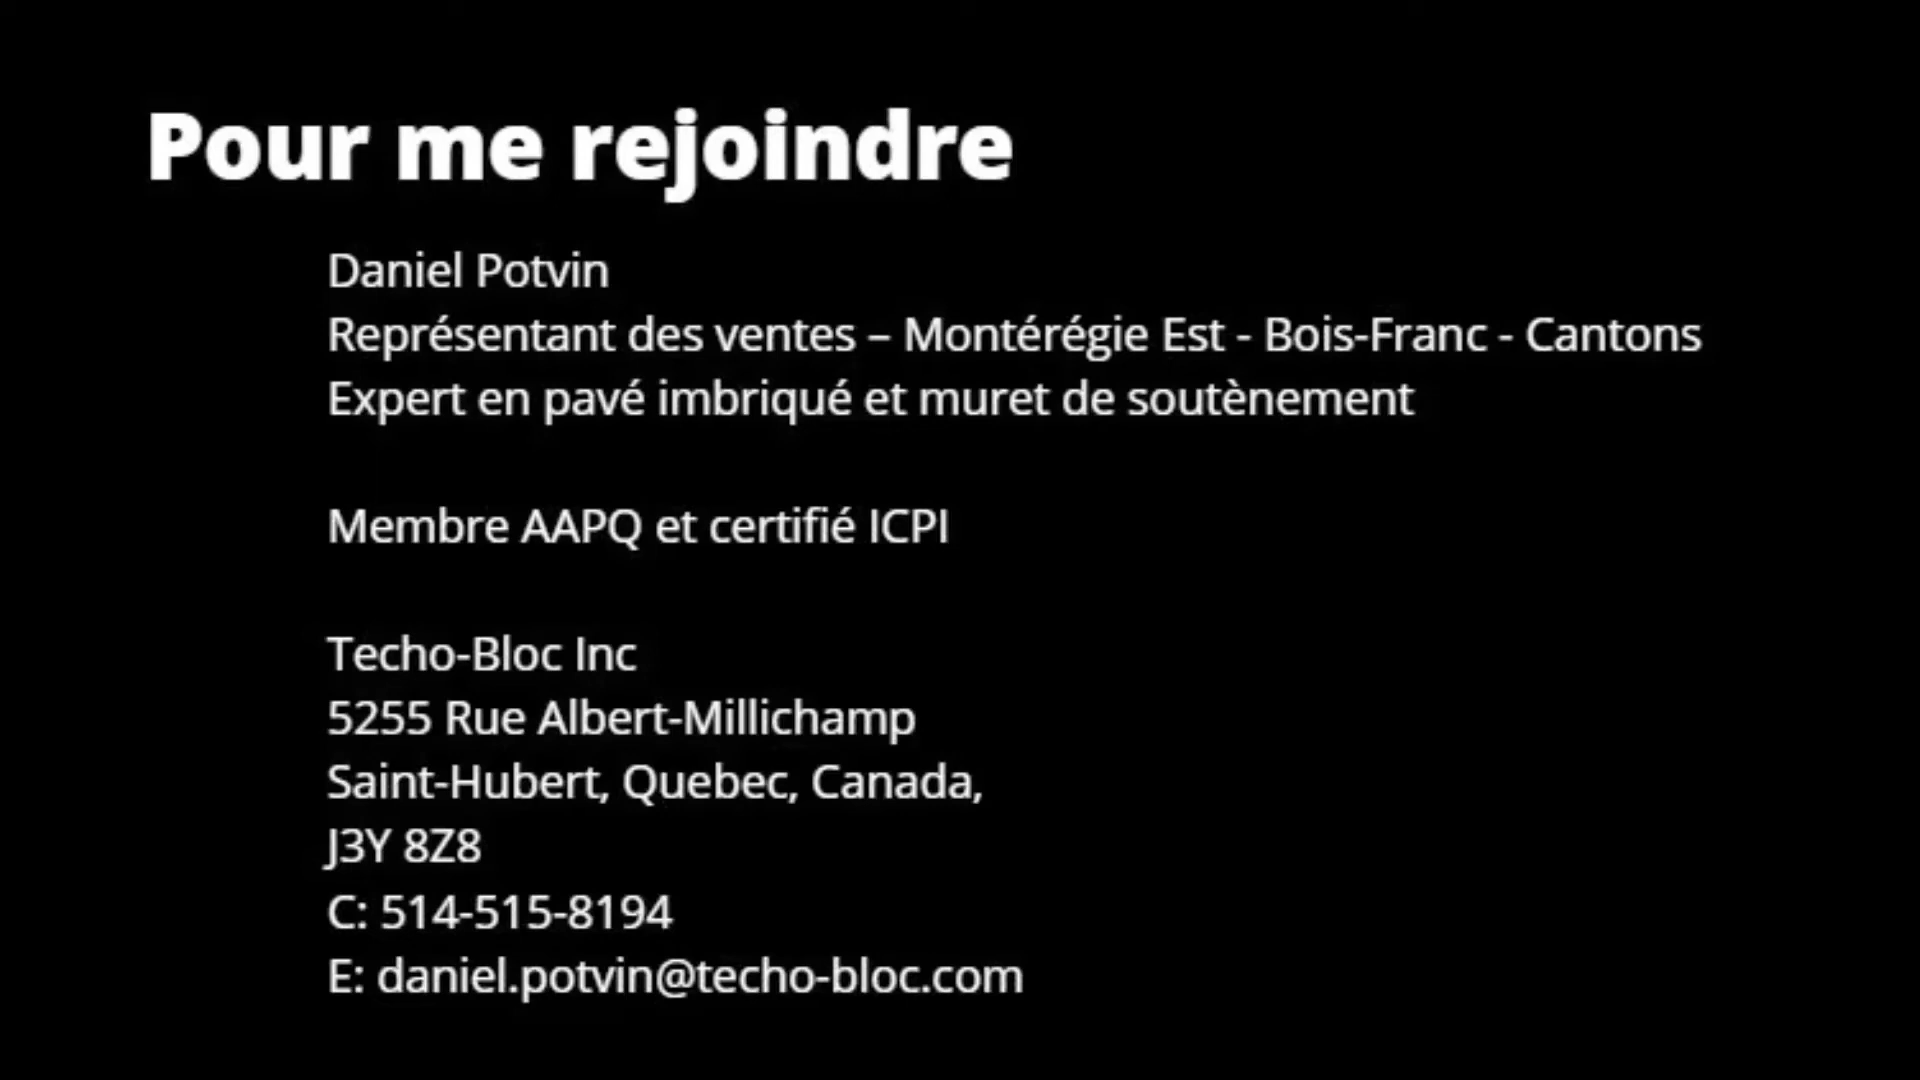 Pour me rejoindre
Daniel Potvin
Représentant des ventes – Montérégie Est - Bois-Franc - Cantons
Expert en pavé imbriqué et muret de soutènement
Membre AAPQ et certifié ICPI
Techo-Bloc Inc
5255 Rue Albert-Millichamp
Saint-Hubert, Quebec, Canada,
J3Y 8Z8
C: 514-515-8194
E: daniel.potvin@techo-bloc.com